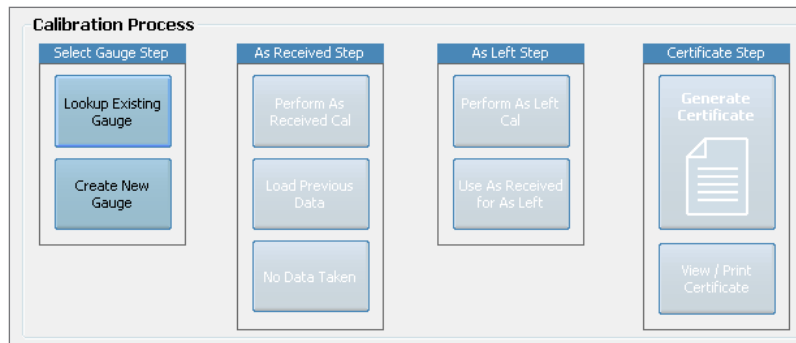 Calibration Process
Select Gauge Step
Lookup Existing
Gauge
Create New
Gauge
As Received Step
Perform As
Received Cal
Load Previous
Data
No Data Taken
As Left Step
Perform As Left
Cal
Use As Received
for As Left
Certificate Step
Generate
Certificate
View / Print
Certificate